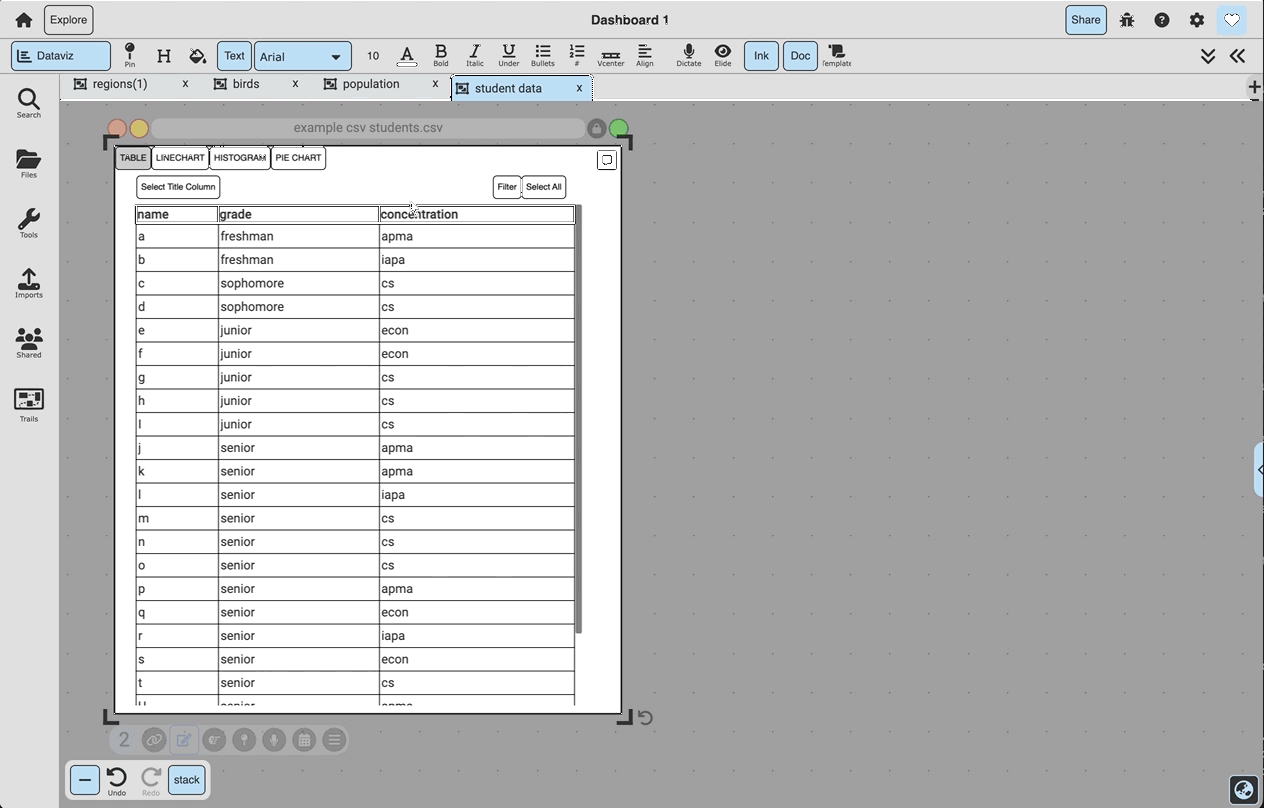 Explore
Dashboard 1
Share
Dataviz
Pin
H
Text
Arial
10
A
B
Bold
I
Italic
U
Under
Bullets
#
Vcenter
Align
Dictate
Elide
Ink
Doc
Template
regions(1) x
birds x
population x
student data x
+
Search
Files
Tools
Imports
Shared
Trails
example csv students.csv
TABLE LINECHART HISTOGRAM PIE CHART
Select Title Column
Filter Select All
name grade concentration
a freshman apma
b freshman iapa
c sophomore cs
d sophomore cs
e junior econ
f junior econ
g junior cs
h junior cs
I junior cs
j senior apma
k senior apma
l senior iapa
m senior cs
n senior cs
o senior cs
p senior apma
q senior econ
r senior iapa
s senior econ
t senior cs
2
Undo
Redo
stack